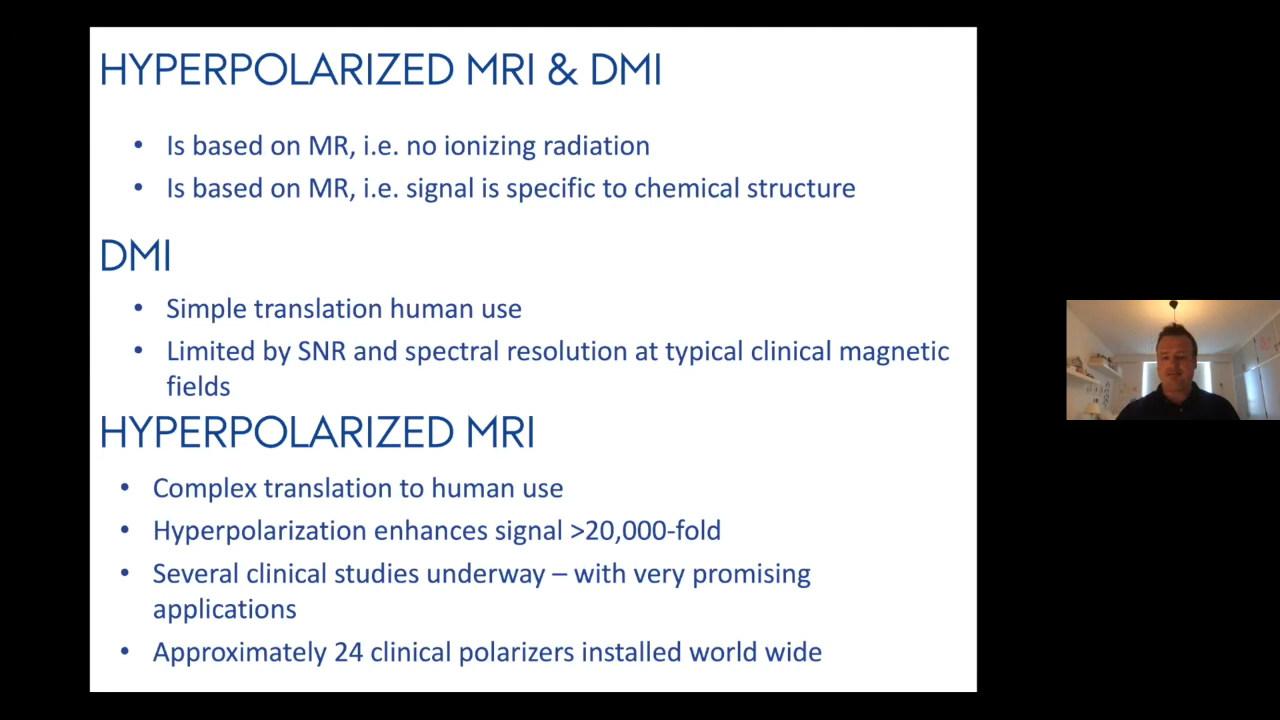 HYPERPOLARIZED MRI & DMI
• Is based on MR, i.e. no ionizing radiation
• Is based on MR, i.e. signal is specific to chemical structure
DMI
• Simple translation human use
• Limited by SNR and spectral resolution at typical clinical magnetic
fields
HYPERPOLARIZED MRI
• Complex translation to human use
• Hyperpolarization enhances signal >20,000-fold
• Several clinical studies underway – with very promising
applications
• Approximately 24 clinical polarizers installed world wide